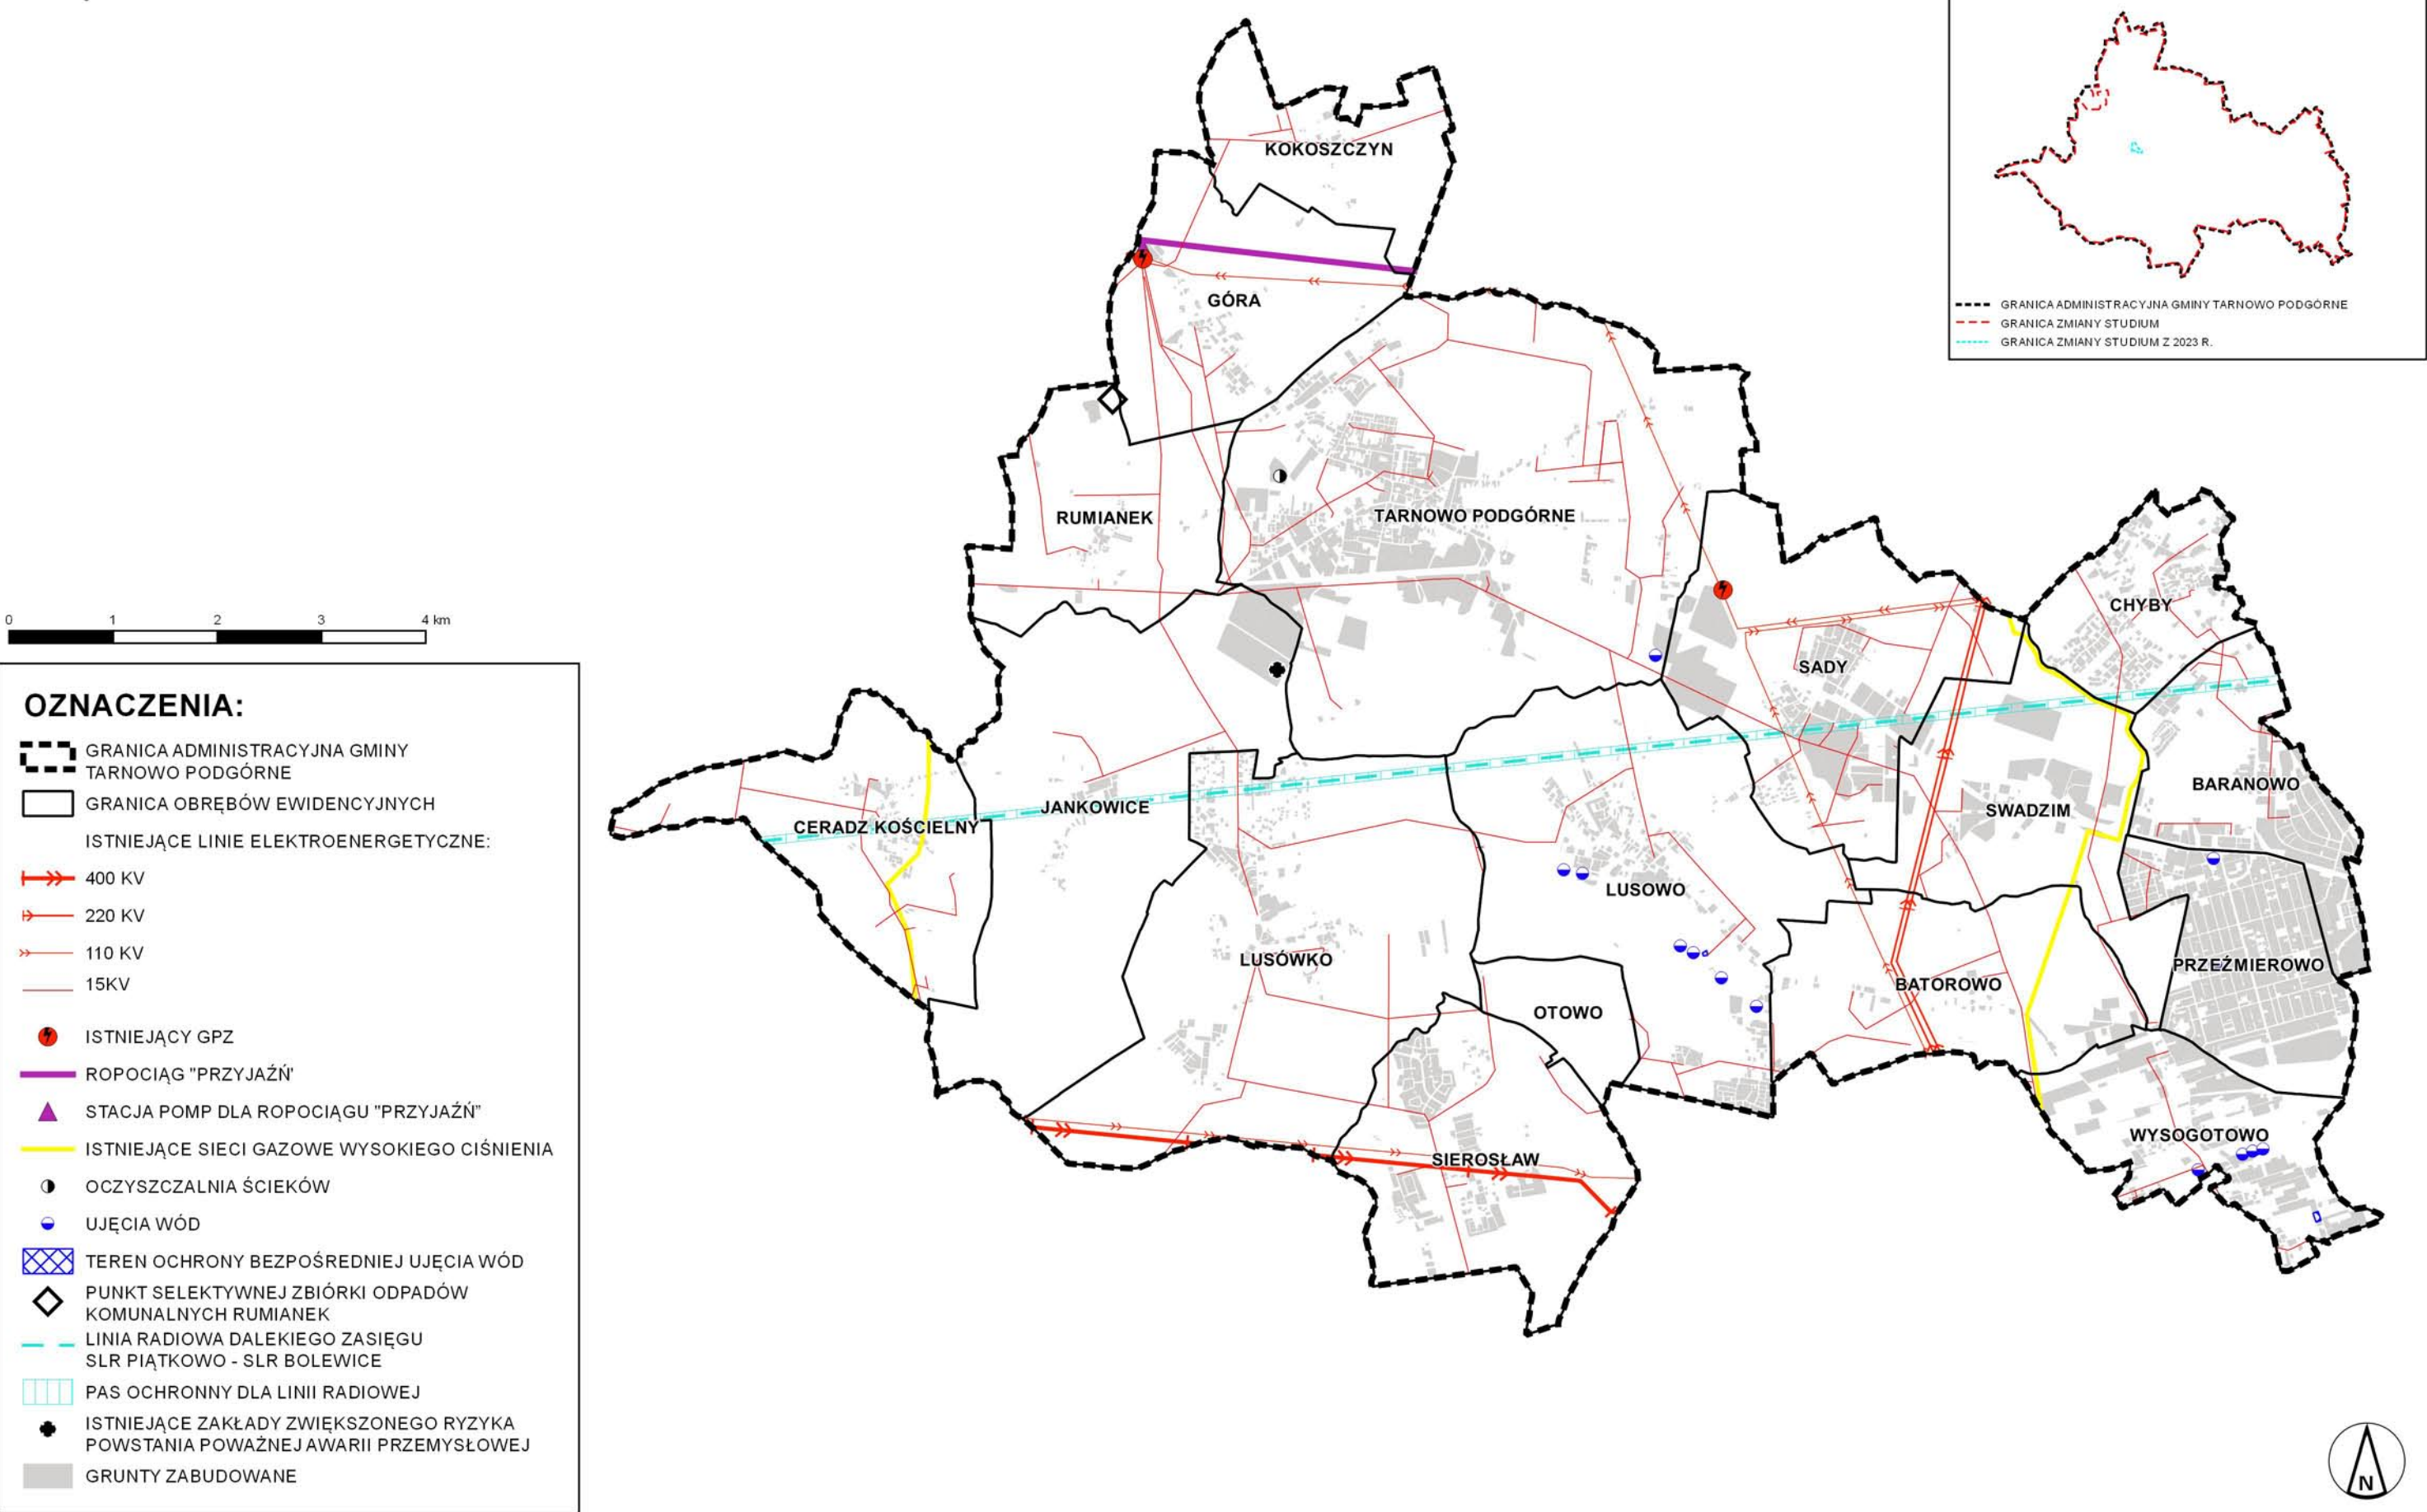 GRANICA ADMINISTRACYJNA GMINY TARNOWO PODGÓRNE
GRANICA ZMIANY STUDIUM
GRANICA ZMIANY STUDIUM Z 2023 R.
KOKOSZCZYN
GÓRA
RUMIANEK
TARNOWO PODGÓRNE
CHYBY
SADY
BARANOWO
JANKOWICE
SWADZIM
CERADZ KOŚCIELNY
LUSOWO
LUSÓWKO
PRZEŹMIEROWO
BATOROWO
OTOWO
WYSOGOTOWO
SIEROSŁAW
0 1 2 3 4 km
OZNACZENIA:
GRANICA ADMINISTRACYJNA GMINY
TARNOWO PODGÓRNE
GRANICA OBRĘBÓW EWIDENCYJNYCH
ISTNIEJĄCE LINIE ELEKTROENERGETYCZNE:
400 KV
220 KV
110 KV
15KV
ISTNIEJĄCY GPZ
ROPOCIĄG "PRZYJAŹŃ'
STACJA POMP DLA ROPOCIĄGU "PRZYJAŹŃ"
ISTNIEJĄCE SIECI GAZOWE WYSOKIEGO CIŚNIENIA
OCZYSZCZALNIA ŚCIEKÓW
UJĘCIA WÓD
TEREN OCHRONY BEZPOŚREDNIEJ UJĘCIA WÓD
PUNKT SELEKTYWNEJ ZBIÓRKI ODPADÓW
KOMUNALNYCH RUMIANEK
LINIA RADIOWA DALEKIEGO ZASIĘGU
SLR PIĄTKOWO - SLR BOLEWICE
PAS OCHRONNY DLA LINII RADIOWEJ
ISTNIEJĄCE ZAKŁADY ZWIĘKSZONEGO RYZYKA
POWSTANIA POWAŻNEJ AWARII PRZEMYSŁOWEJ
GRUNTY ZABUDOWANE
N